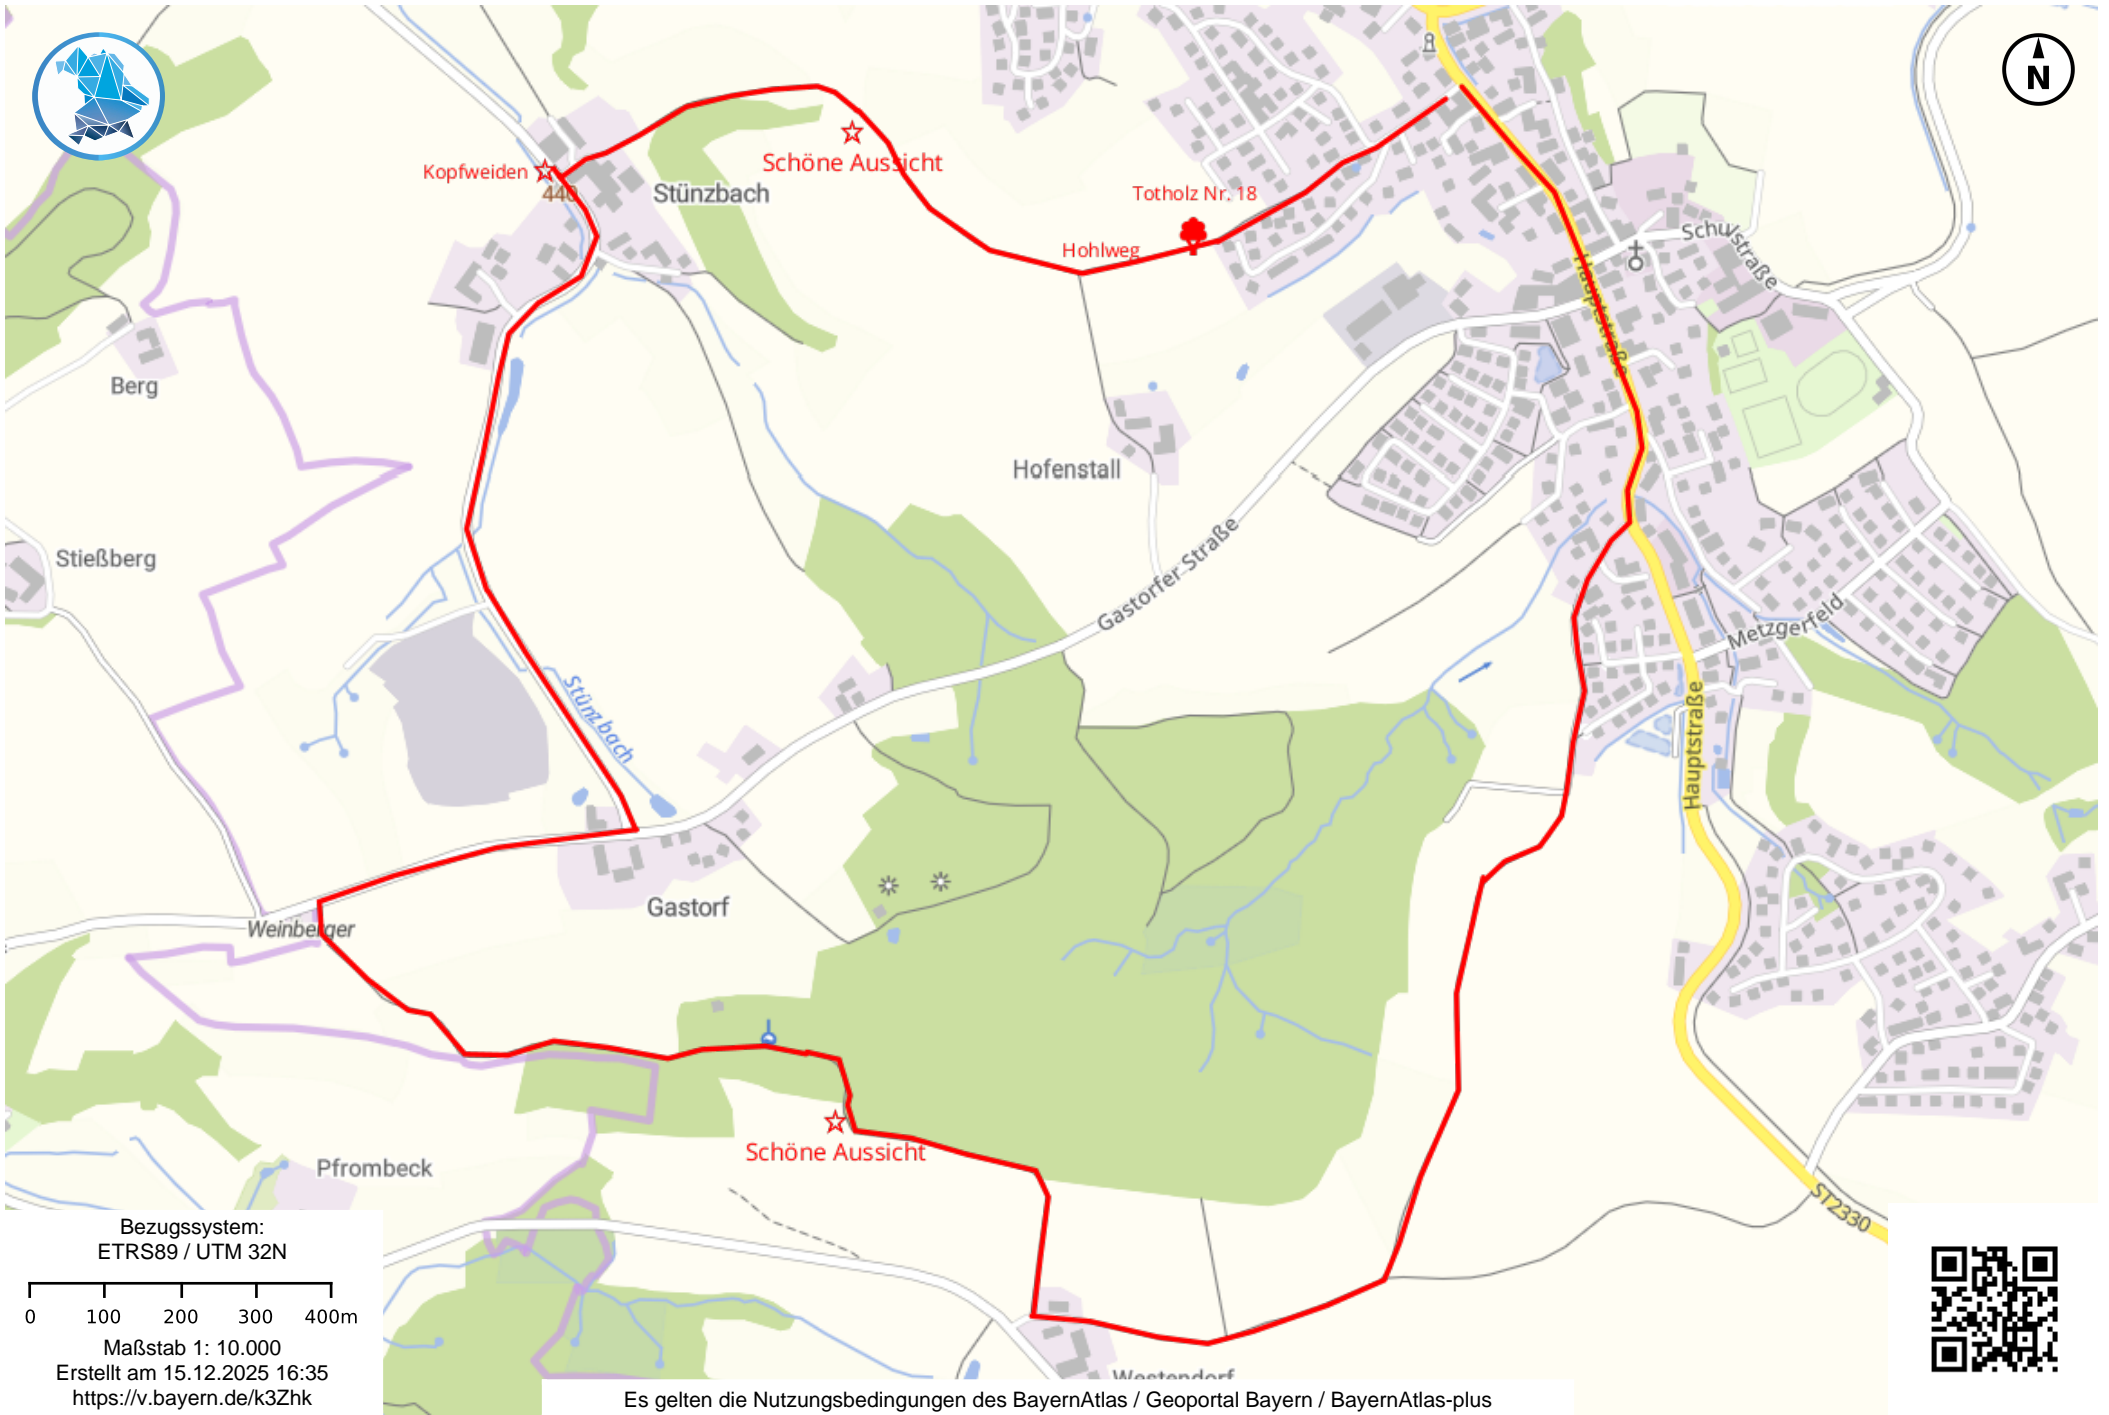 N
Kopfweiden
440
Stünzbach
Schöne Aussicht
Totholz Nr. 18
Hohlweg
Schulstraße
Hauptstraße
Berg
Hofenstall
Stießberg
Gastorfer Straße
Metzgerfeld
Stünzbach
Hauptstraße
Gastorf
Weinberger
Schöne Aussicht
Pfrombeck
ST2330
Westendorf
Bezugssystem:
ETRS89 / UTM 32N
0 100 200 300 400m
Maßstab 1: 10.000
Erstellt am 15.12.2025 16:35
https://v.bayern.de/k3Zhk
Es gelten die Nutzungsbedingungen des BayernAtlas / Geoportal Bayern / BayernAtlas-plus